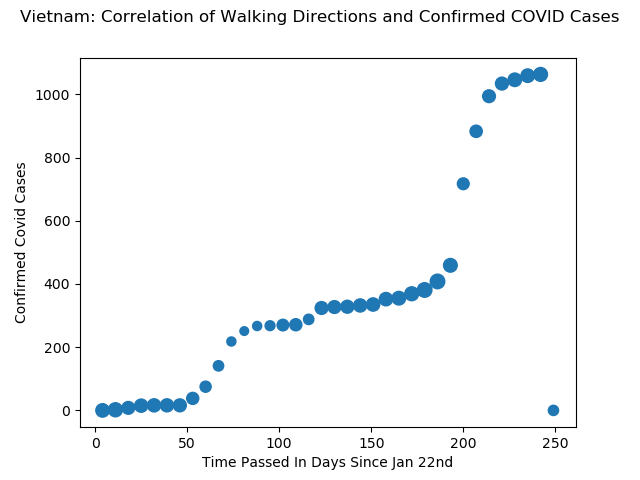 Vietnam: Correlation of Walking Directions and Confirmed COVID Cases
1000
800
600
400
200
0
Confirmed Covid Cases
0 50 100 150 200 250
Time Passed In Days Since Jan 22nd